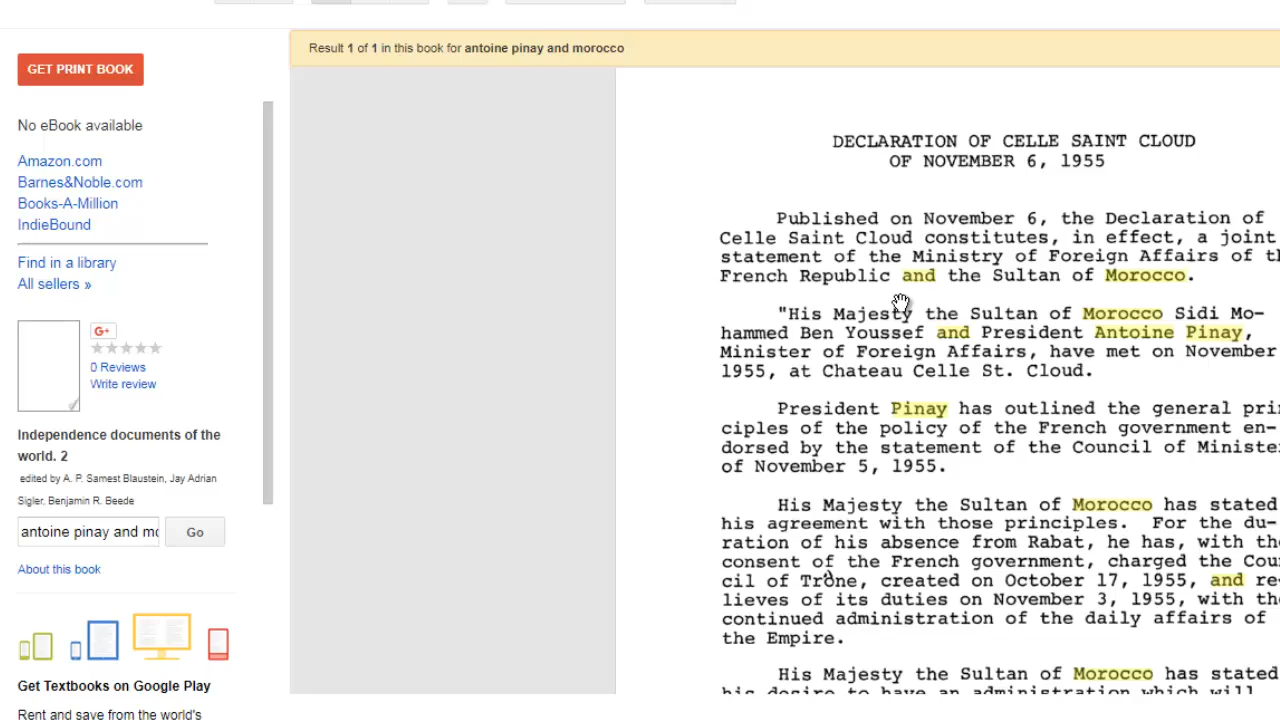 Result 1 of 1 in this book for antoine pinay and morocco
GET PRINT BOOK
No eBook available
Amazon.com
Barnes&Noble.com
Books-A-Million
IndieBound
Find in a library
All sellers »
G+
0 Reviews
Write review
Independence documents of the
world. 2
edited by A. P. Samest Blaustein, Jay Adrian
Sigler, Benjamin R. Beede
antoine pinay and mo
Go
About this book
Get Textbooks on Google Play
Rent and save from the world's
DECLARATION OF CELLE SAINT CLOUD
OF NOVEMBER 6, 1955
Published on November 6, the Declaration of
Celle Saint Cloud constitutes, in effect, a joint
statement of the Ministry of Foreign Affairs of th
French Republic and the Sultan of Morocco.
"His Majesty the Sultan of Morocco Sidi Mo-
hammed Ben Youssef and President Antoine Pinay,
Minister of Foreign Affairs, have met on November
1955, at Chateau Celle St. Cloud.
President Pinay has outlined the general prin
ciples of the policy of the French government en-
dorsed by the statement of the Council of Minister
of November 5, 1955.
His Majesty the Sultan of Morocco has stated
his agreement with those principles. For the du-
ration of his absence from Rabat, he has, with the
consent of the French government, charged the Coun
cil of Trône, created on October 17, 1955, and re-
lieves of its duties on November 3, 1955, with the
continued administration of the daily affairs of
the Empire.
His Majesty the Sultan of Morocco has stated
his desire to have an administration which will